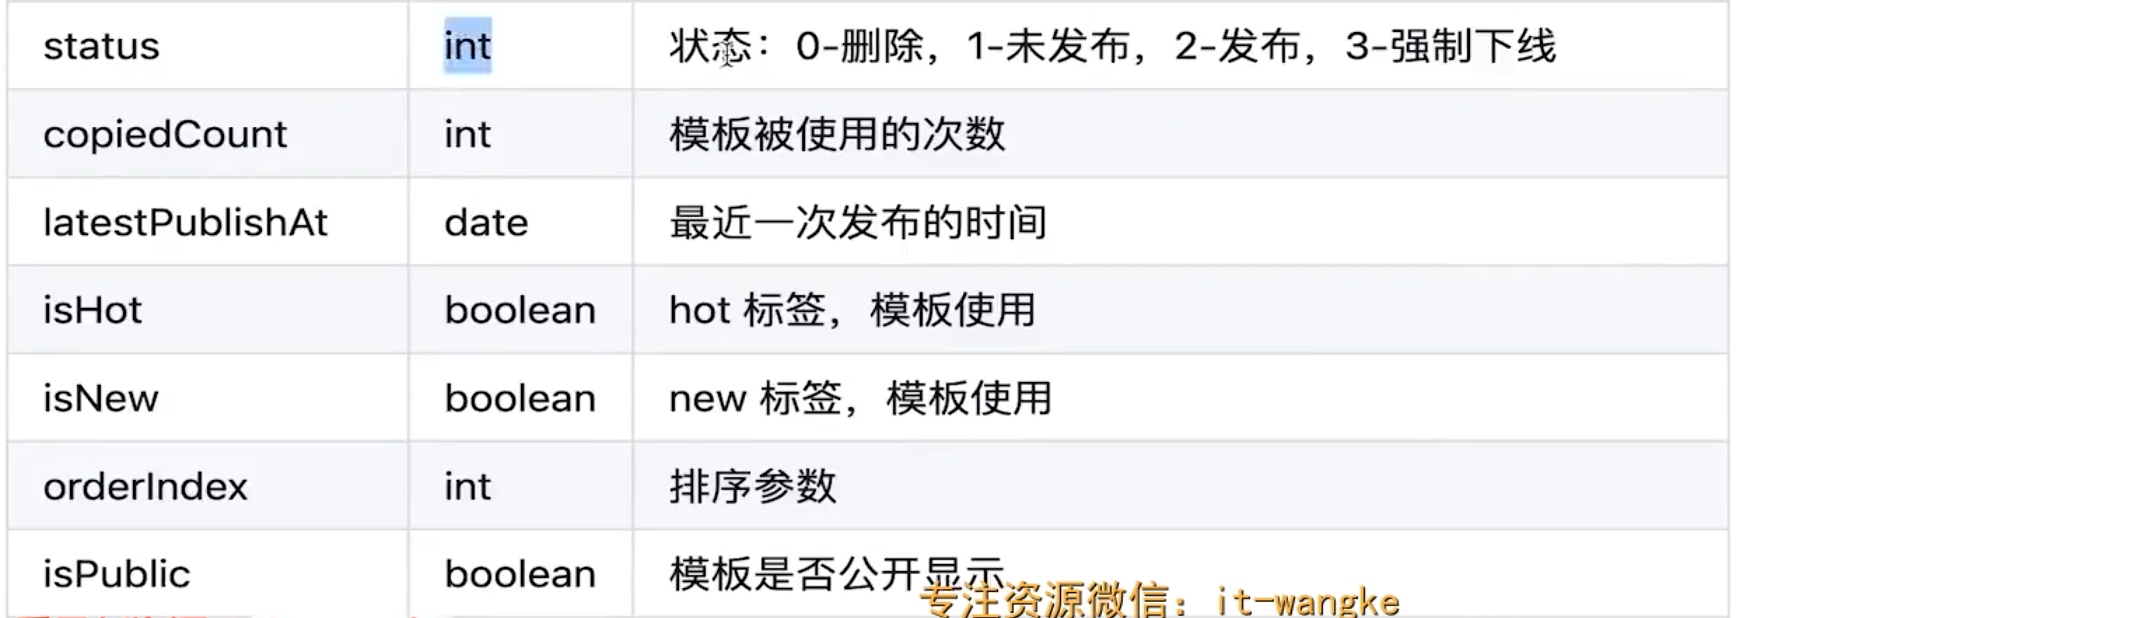 status int 状态：0-删除，1-未发布，2-发布，3-强制下线
copiedCount int 模板被使用的次数
latestPublishAt date 最近一次发布的时间
isHot boolean hot 标签，模板使用
isNew boolean new 标签，模板使用
orderIndex int 排序参数
isPublic boolean 模板是否公开显示
专注资源微信：it-wangke